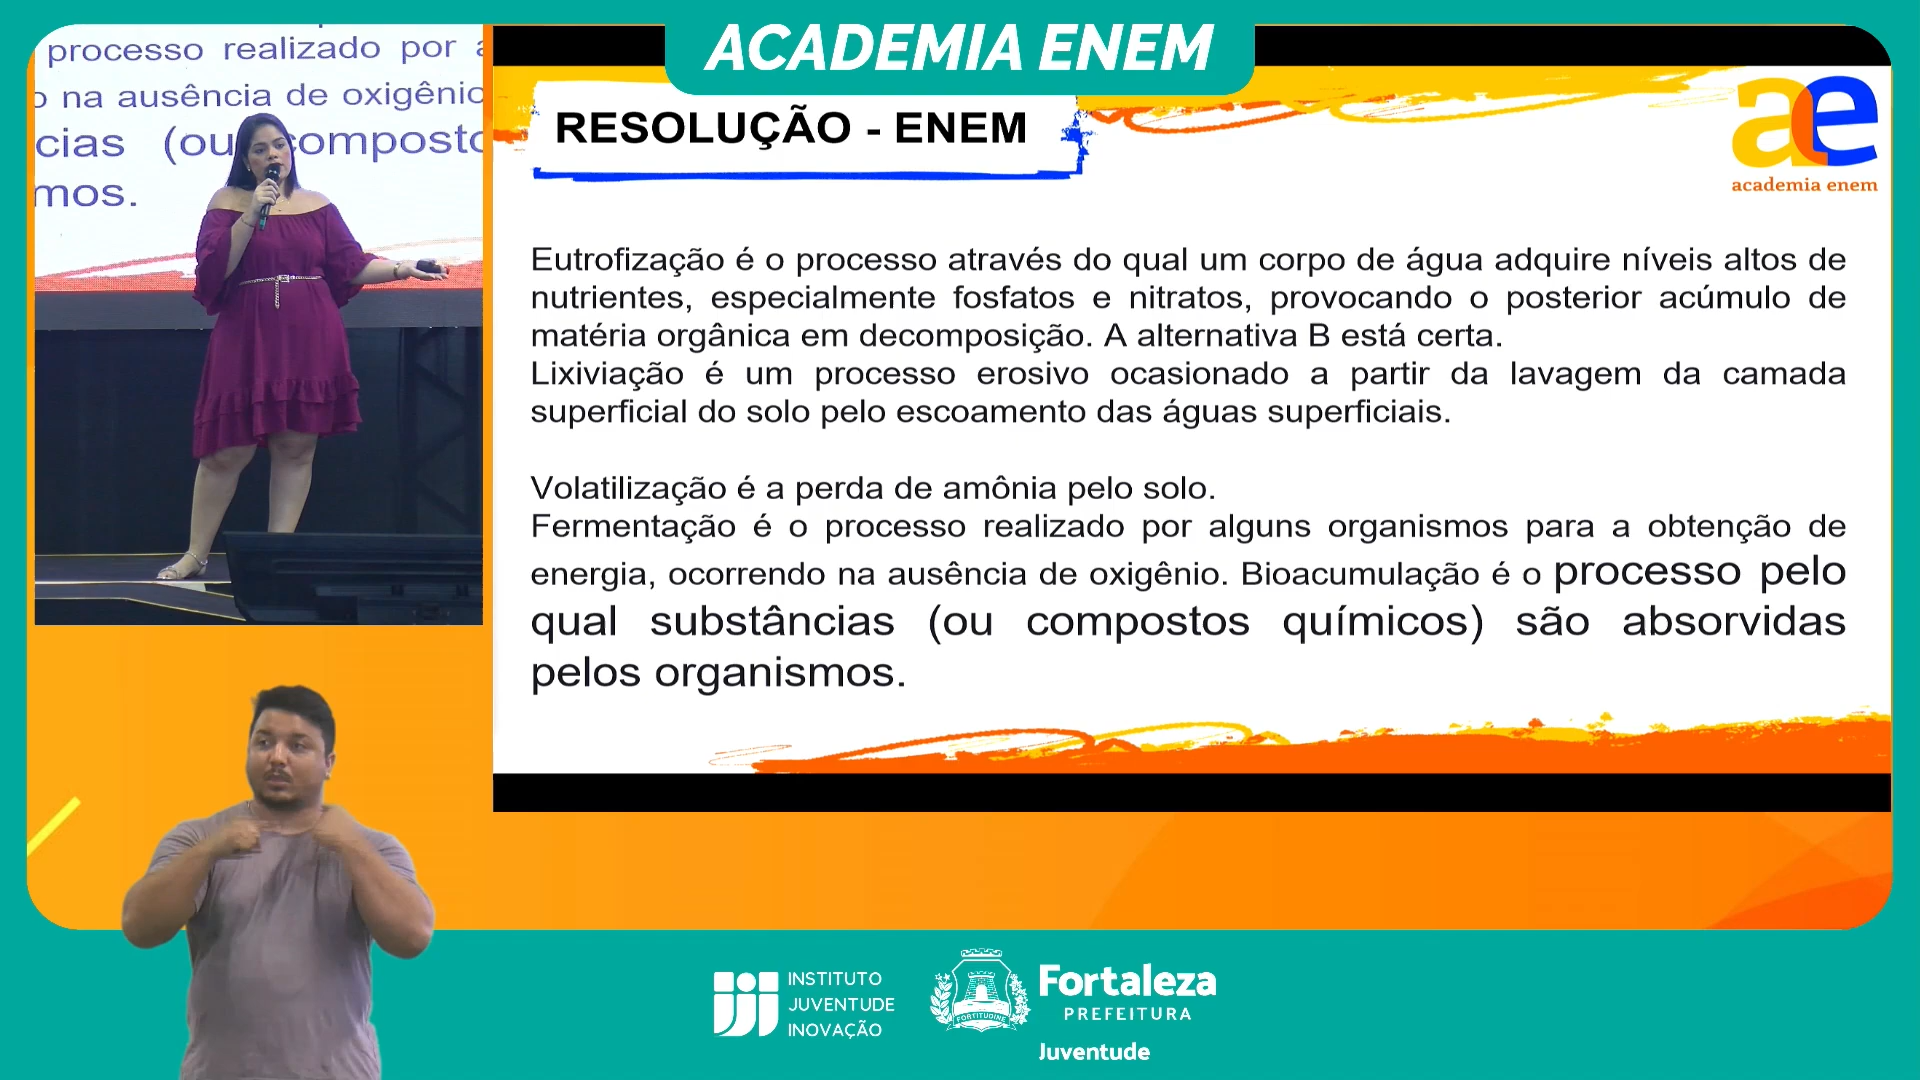 ACADEMIA ENEM
processo realizado por
na ausência de oxigênio
cias (ou composto
mos.
RESOLUÇÃO - ENEM
ae
academia enem
Eutrofização é o processo através do qual um corpo de água adquire níveis altos de
nutrientes, especialmente fosfatos e nitratos, provocando o posterior acúmulo de
matéria orgânica em decomposição. A alternativa B está certa.
Lixiviação é um processo erosivo ocasionado a partir da lavagem da camada
superficial do solo pelo escoamento das águas superficiais.
Volatilização é a perda de amônia pelo solo.
Fermentação é o processo realizado por alguns organismos para a obtenção de
energia, ocorrendo na ausência de oxigênio. Bioacumulação é o processo pelo
qual substâncias (ou compostos químicos) são absorvidas
pelos organismos.
INSTITUTO
JUVENTUDE
INOVAÇÃO
FORTITUDINE
Fortaleza
PREFEITURA
Juventude